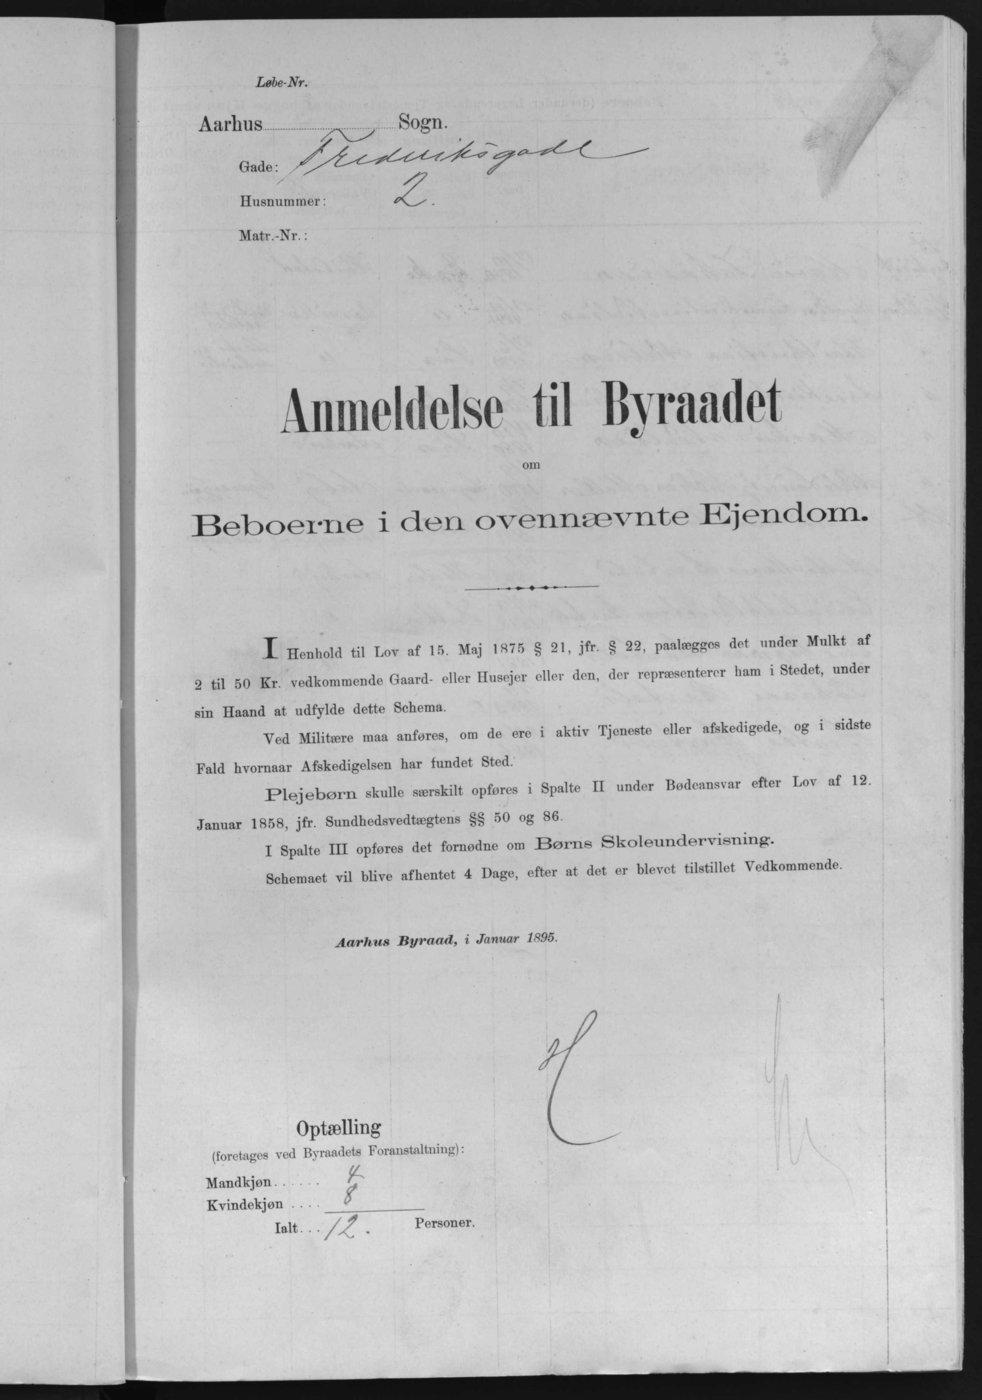 Løbe-Nr.
Aarhus Sogn.
Gade: Frederiksgade
Husnummer: 2.
Matr.-Nr.:
Anmeldelse til Byraadet
om
Beboerne i den ovennævnte Ejendom.
I Henhold til Lov af 15. Maj 1875 § 21, jfr. § 22, paalægges det under Mulkt af
2 til 50 Kr. vedkommende Gaard- eller Husejer eller den, der repræsenterer ham i Stedet, under
sin Haand at udfylde dette Schema.
Ved Militære maa anføres, om de ere i aktiv Tjeneste eller afskedigede, og i sidste
Fald hvornaar Afskedigelsen har fundet Sted.
Plejebørn skulle særskilt opføres i Spalte II under Bødeansvar efter Lov af 12.
Januar 1858, jfr. Sundhedsvedtægtens §§ 50 og 86.
I Spalte III opføres det fornødne om Børns Skoleundervisning.
Schemaet vil blive afhentet 4 Dage, efter at det er blevet tilstillet Vedkommende.
Aarhus Byraad, i Januar 1895.
H
Optælling
(foretages ved Byraadets Foranstaltning):
Mandkjøn...... 4
Kvindekjøn .... 8
Ialt... 12. Personer.